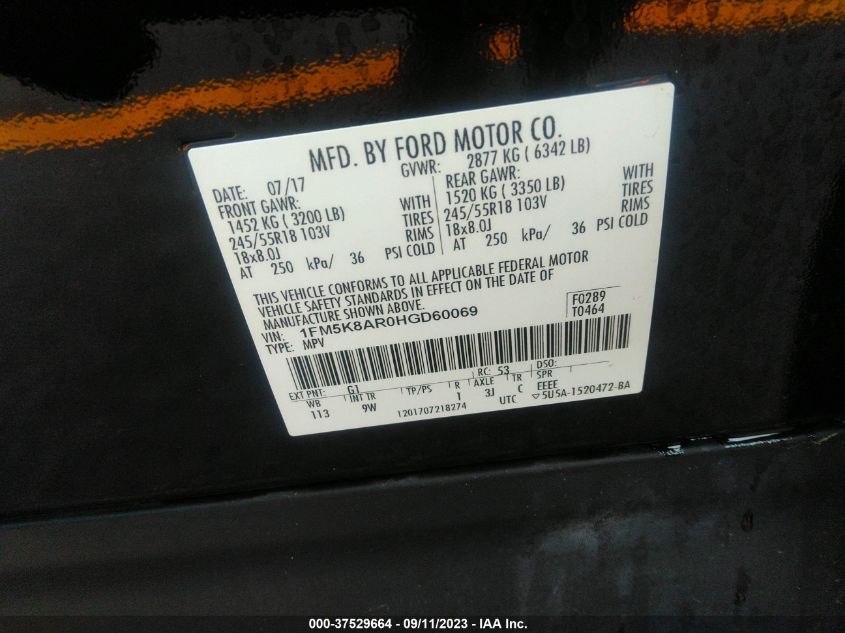 MFD. BY FORD MOTOR CO.
DATE: 07/17 GVWR: 2877 KG ( 6342 LB)
FRONT GAWR: REAR GAWR:
1452 KG ( 3200 LB) WITH 1520 KG ( 3350 LB) WITH
245/55R18 103V TIRES 245/55R18 103V TIRES
18x8.0J RIMS 18x8.0J RIMS
AT 250 kPa/ 36 PSI COLD AT 250 kPa/ 36 PSI COLD
THIS VEHICLE CONFORMS TO ALL APPLICABLE FEDERAL MOTOR
VEHICLE SAFETY STANDARDS IN EFFECT ON THE DATE OF
MANUFACTURE SHOWN ABOVE.
VIN: 1FM5K8AR0HGD60069 F0289
TYPE: MPV T0464
EXT PNT: G1 RC: 53 DSO:
WB INT TR TP/PS R AXLE TR SPR
113 9W 1 3J C EEEE
1201707218274 UTC ▽5U5A-1520472-BA
000-37529664 - 09/11/2023 - IAA Inc.